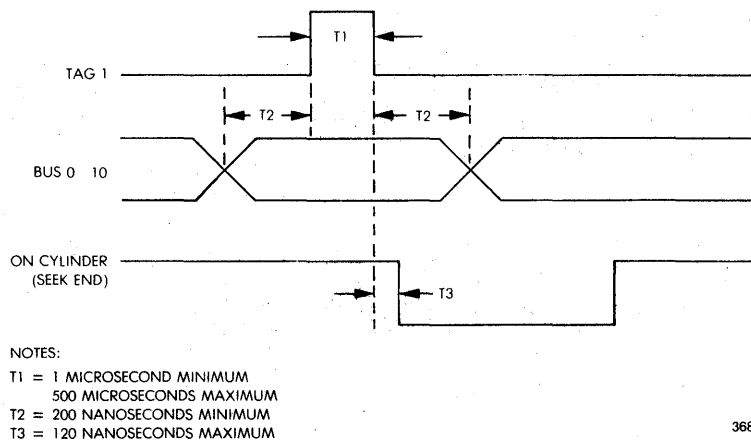 T1
TAG 1
T2
T2
BUS 0 10
ON CYLINDER
(SEEK END)
T3
NOTES:
T1 = 1 MICROSECOND MINIMUM
500 MICROSECONDS MAXIMUM
T2 = 200 NANOSECONDS MINIMUM
T3 = 120 NANOSECONDS MAXIMUM